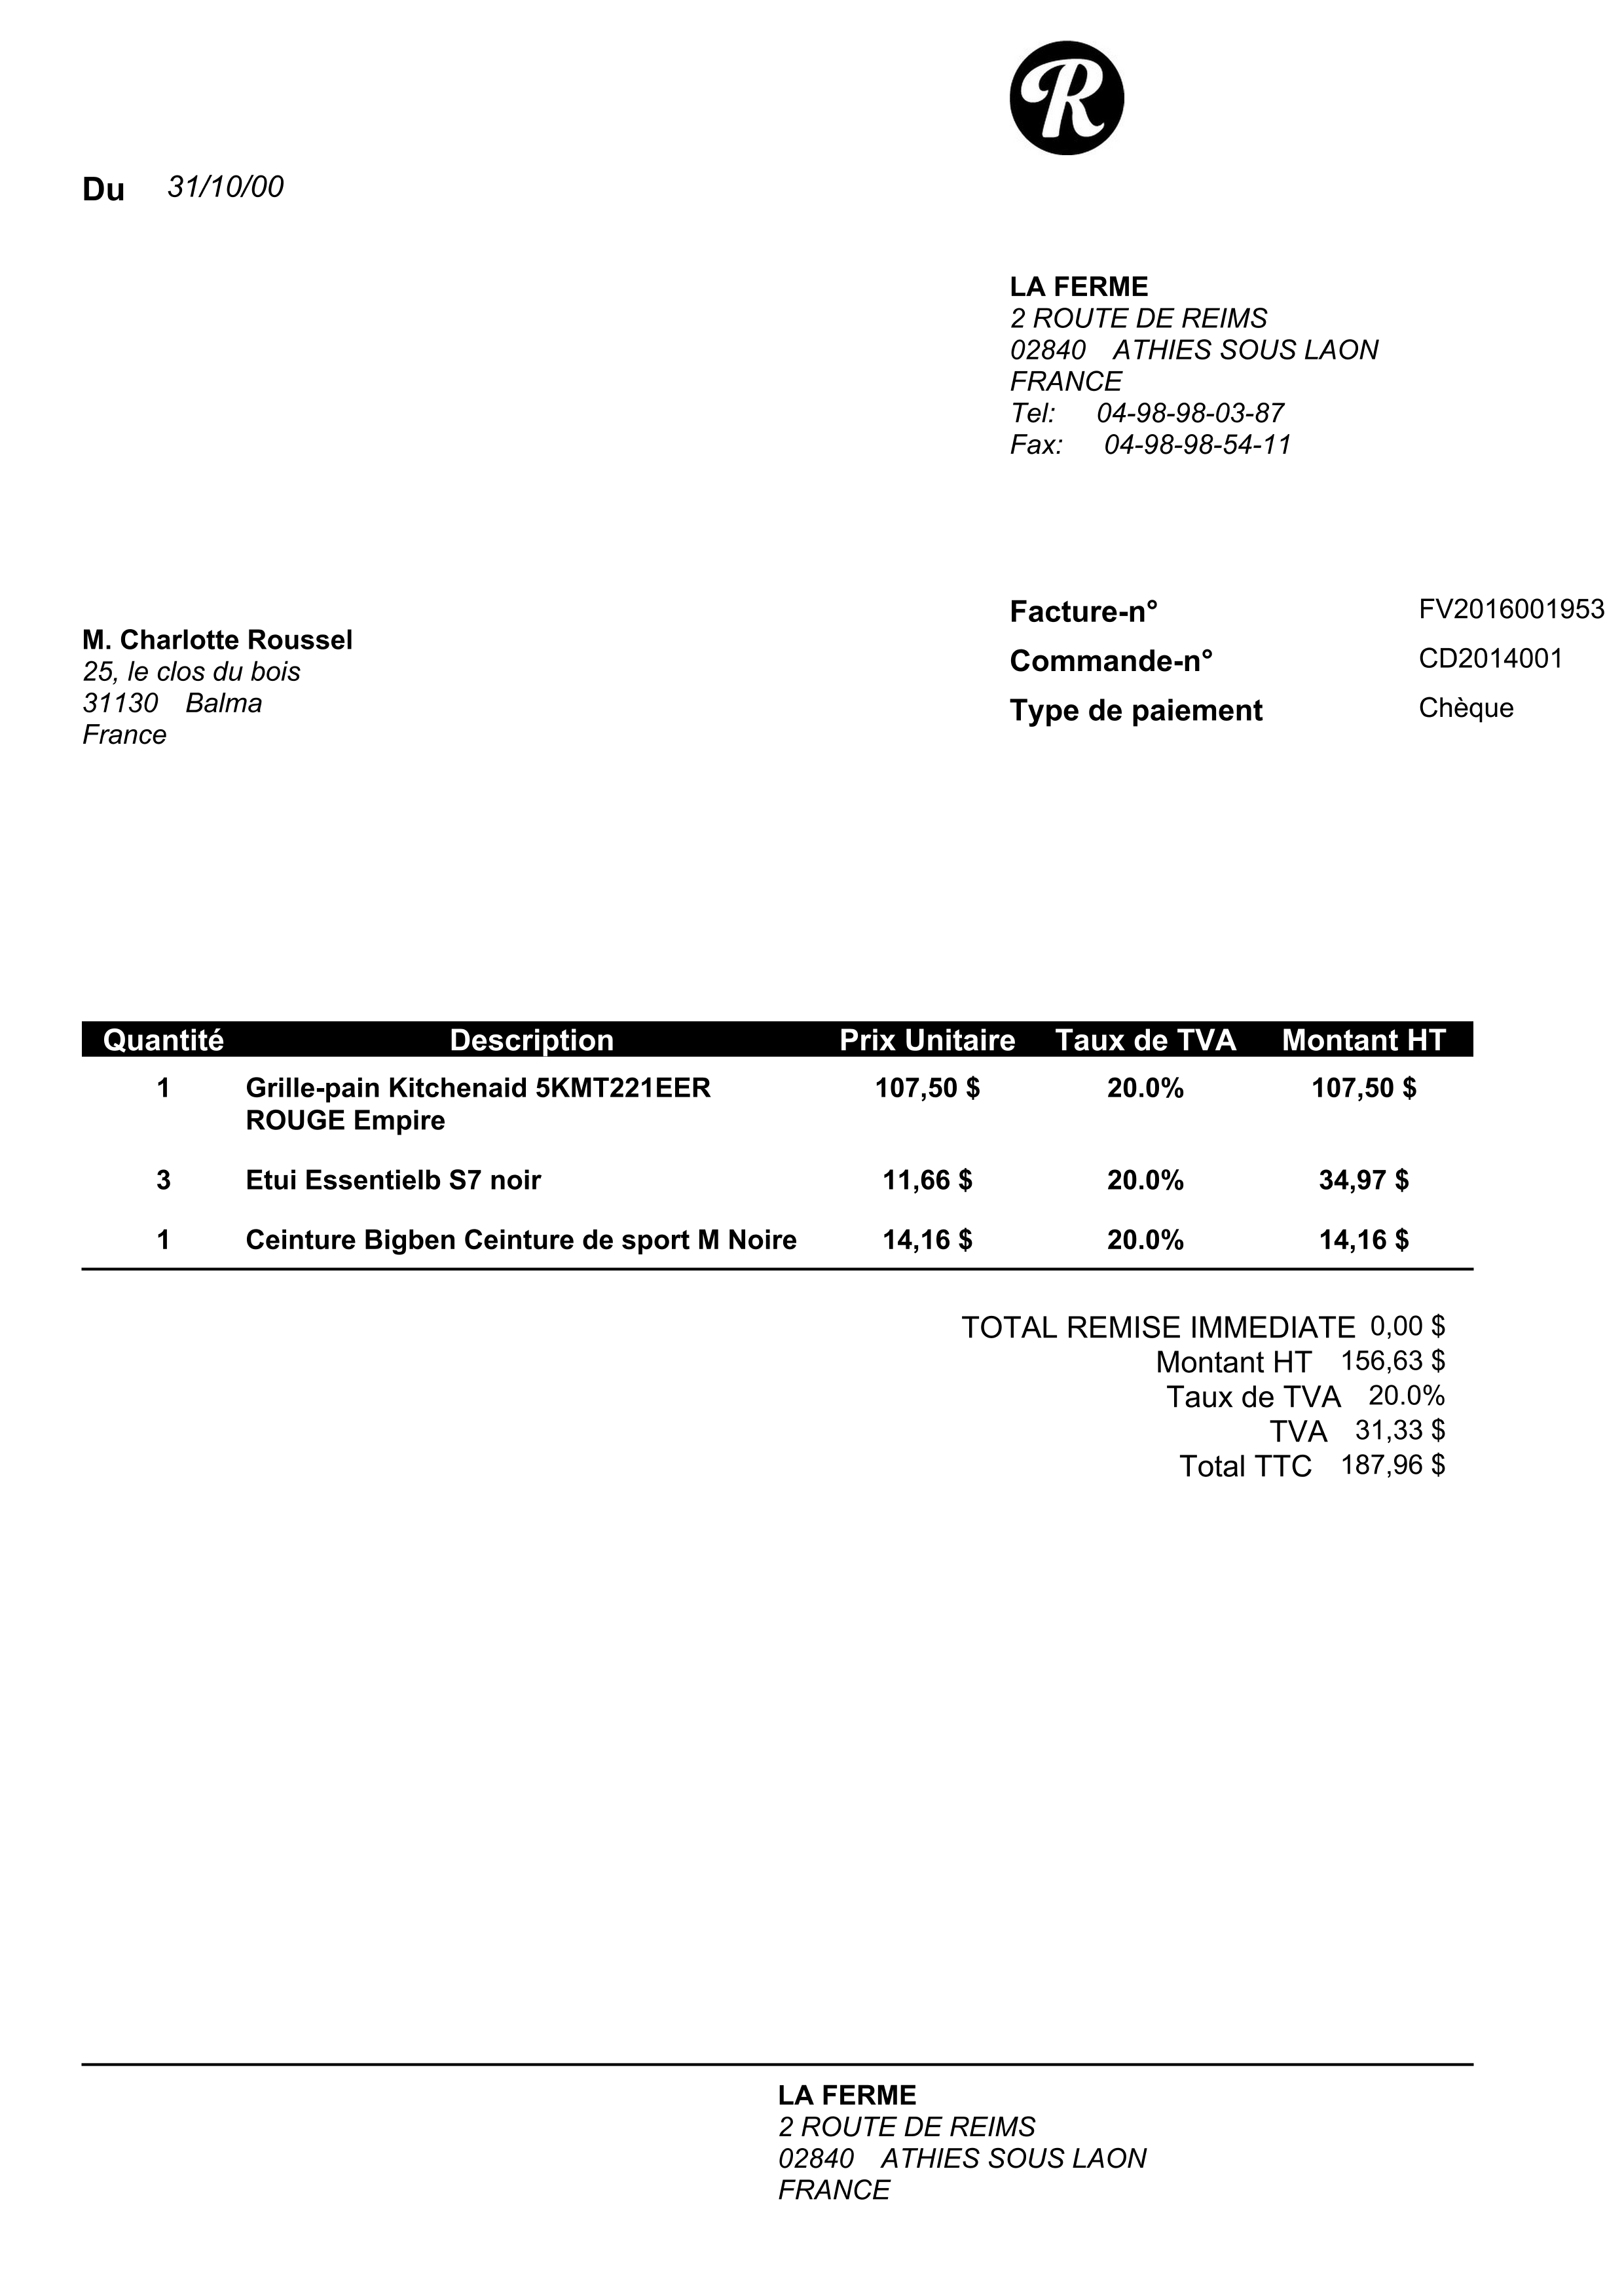 R
Du 31/10/00
LA FERME
2 ROUTE DE REIMS
02840 ATHIES SOUS LAON
FRANCE
Tel: 04-98-98-03-87
Fax: 04-98-98-54-11
M. Charlotte Roussel
25, le clos du bois
31130 Balma
France
Facture-n° FV2016001953
Commande-n° CD2014001
Type de paiement Chèque
Quantité Description Prix Unitaire Taux de TVA Montant HT
1 Grille-pain Kitchenaid 5KMT221EER 107,50 $ 20.0% 107,50 $
ROUGE Empire
3 Etui Essentielb S7 noir 11,66 $ 20.0% 34,97 $
1 Ceinture Bigben Ceinture de sport M Noire 14,16 $ 20.0% 14,16 $
TOTAL REMISE IMMEDIATE 0,00 $
Montant HT 156,63 $
Taux de TVA 20.0%
TVA 31,33 $
Total TTC 187,96 $
LA FERME
2 ROUTE DE REIMS
02840 ATHIES SOUS LAON
FRANCE